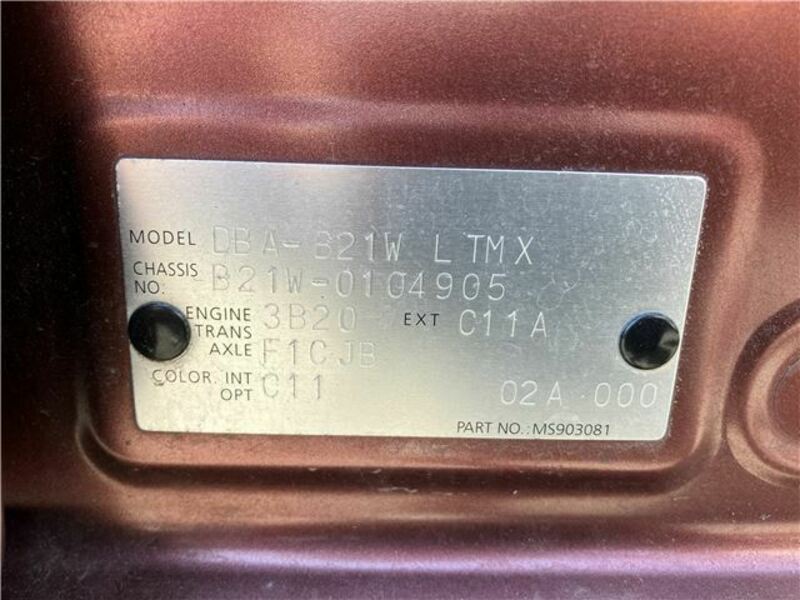 MODEL DBA-B21W LTMX
CHASSIS NO: B21W-0104905
ENGINE 3B20 EXT C11A
TRANS AXLE F1CJB
COLOR. INT OPT C11 02A 000
PART NO.: MS903081